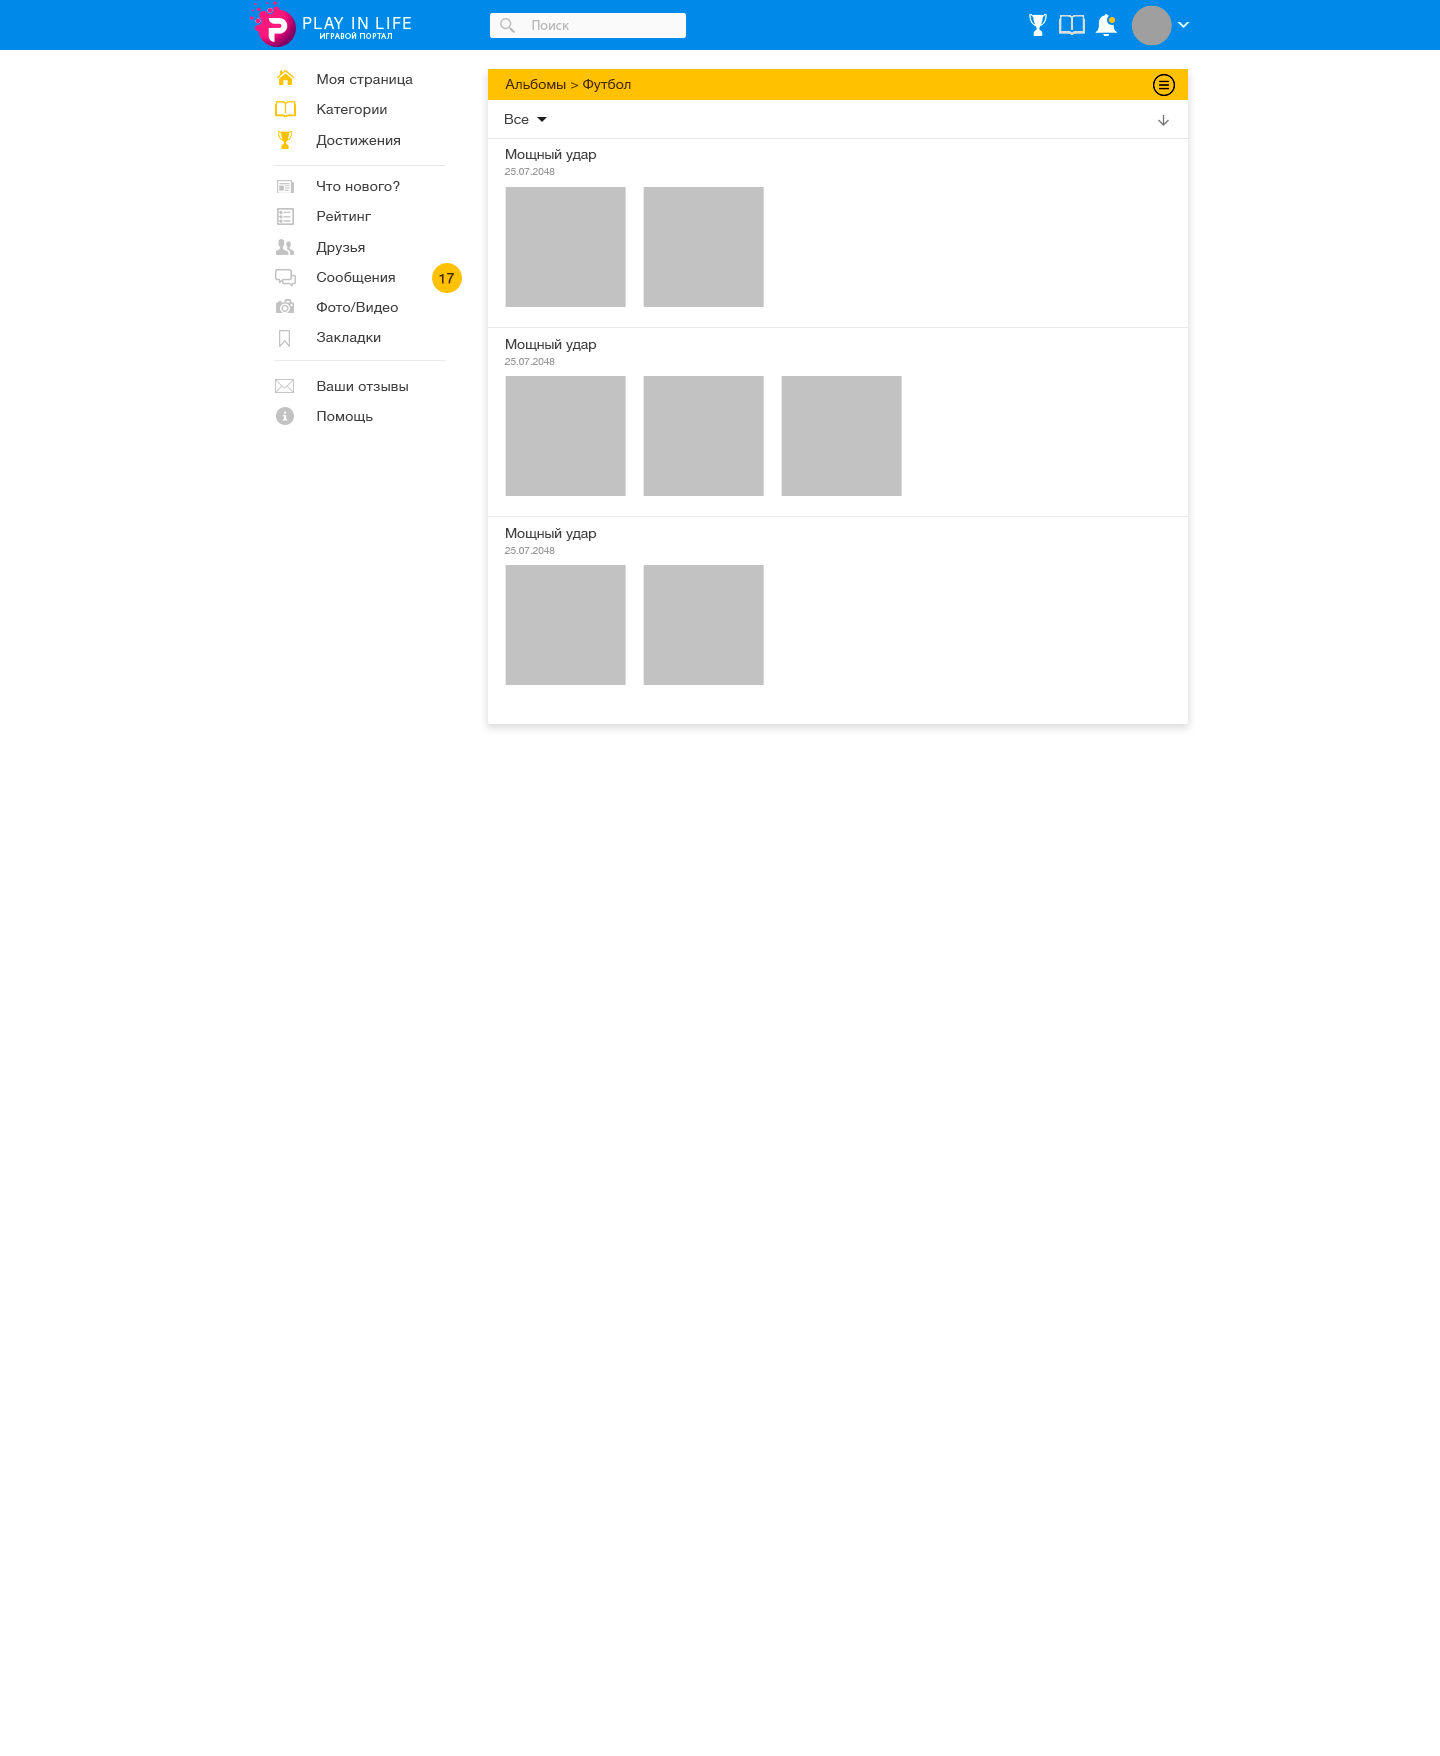 PLAY IN LIFE
ИГРАВОЙ ПОРТАЛ
Поиск
Моя страница
Категории
Достижения
Что нового?
Рейтинг
Друзья
Сообщения
17
Фото/Видео
Закладки
Ваши отзывы
Помощь
Альбомы > Футбол
Все
Мощный удар
25.07.2048
Мощный удар
25.07.2048
Мощный удар
25.07.2048